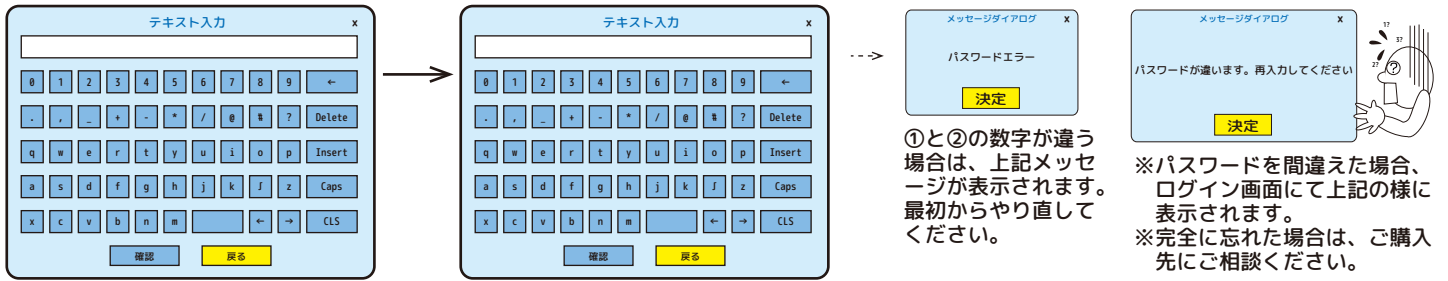 テキスト入力 x
0 1 2 3 4 5 6 7 8 9 ←
. , _ + - * / @ % ? Delete
q w e r t y u i o p Insert
a s d f g h j k l z Caps
x c v b n m ← → CLS
確認 戻る
テキスト入力 x
0 1 2 3 4 5 6 7 8 9 ←
. , _ + - * / @ % ? Delete
q w e r t y u i o p Insert
a s d f g h j k l z Caps
x c v b n m ← → CLS
確認 戻る
メッセージダイアログ x
パスワードエラー
決定
①と②の数字が違う
場合は、上記メッセ
ージが表示されます。
最初からやり直して
ください。
メッセージダイアログ x
パスワードが違います。再入力してください
決定
1?
3?
2?
?
※パスワードを間違えた場合、
ログイン画面にて上記の様に
表示されます。
※完全に忘れた場合は、ご購入
先にご相談ください。